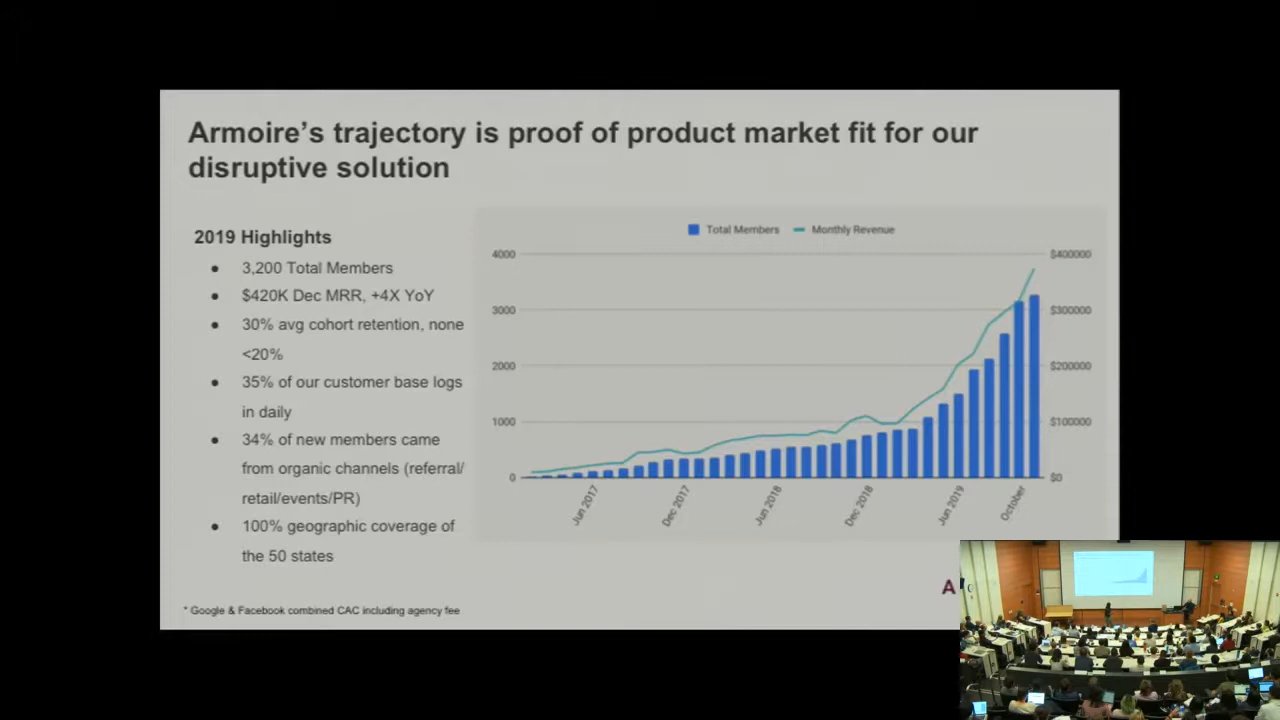 Armoire’s trajectory is proof of product market fit for our
disruptive solution
2019 Highlights
● 3,200 Total Members
● $420K Dec MRR, +4X YoY
● 30% avg cohort retention, none
<20%
● 35% of our customer base logs
in daily
● 34% of new members came
from organic channels (referral/
retail/events/PR)
● 100% geographic coverage of
the 50 states
* Google & Facebook combined CAC including agency fee
Total Members Monthly Revenue
4000 $400000
3000 $300000
2000 $200000
1000 $100000
0 $0
Jun 2017 Dec 2017 Jun 2018 Dec 2018 Jun 2019 October
A